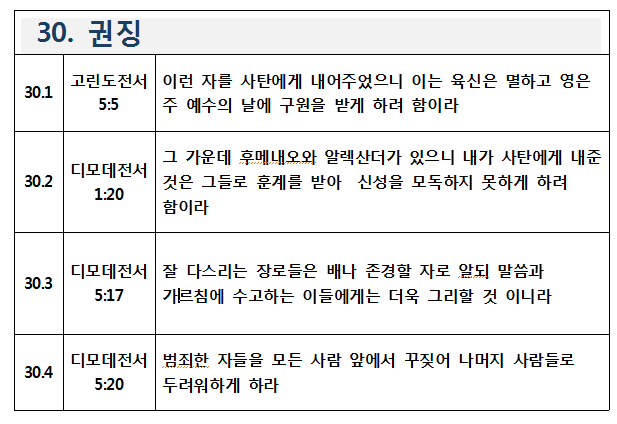 30. 권징
30.1
고린도전서
5:5
이런 자를 사탄에게 내어주었으니 이는 육신은 멸하고 영은
주 예수의 날에 구원을 받게 하려 함이라
30.2
디모데전서
1:20
그 가운데 후메내오와 알렉산더가 있으니 내가 사탄에게 내준
것은 그들로 훈계를 받아 신성을 모독하지 못하게 하려
함이라
30.3
디모데전서
5:17
잘 다스리는 장로들은 배나 존경할 자로 알되 말씀과
가르침에 수고하는 이들에게는 더욱 그리할 것 이니라
30.4
디모데전서
5:20
범죄한 자들을 모든 사람 앞에서 꾸짖어 나머지 사람들로
두려워하게 하라